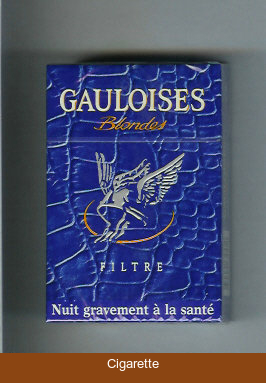 GAULOISES
Blondes
FILTRE
Nuit gravement à la santé
Cigarette